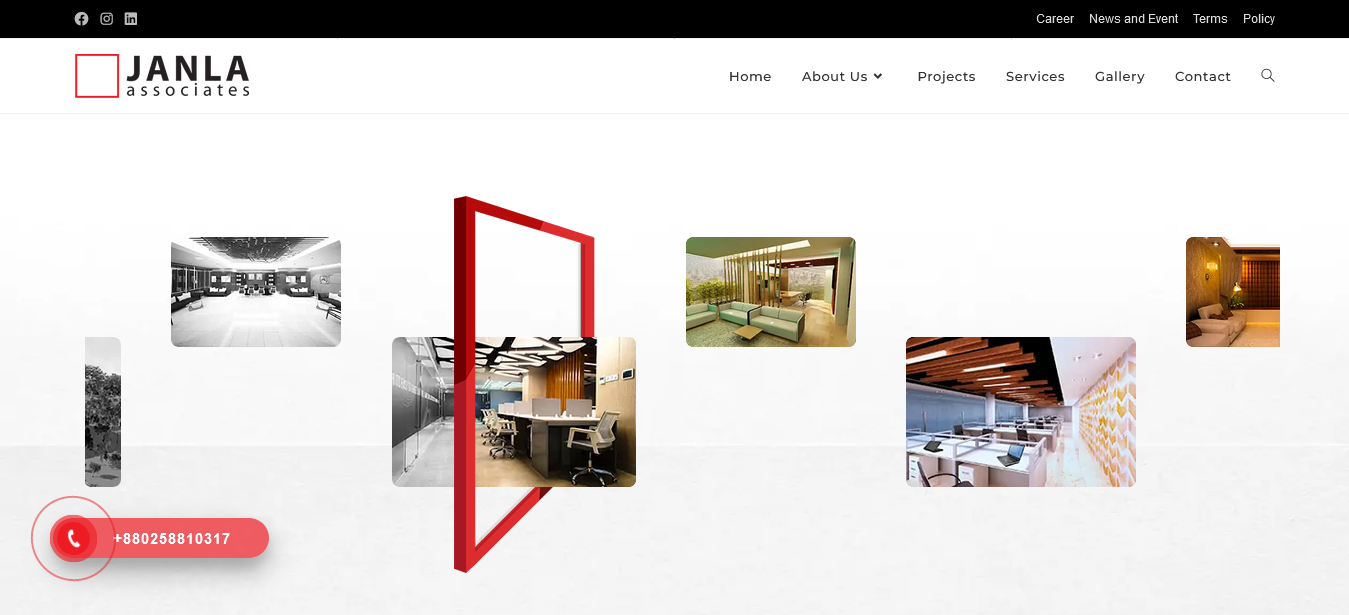 Career News and Event Terms Policy
JANLA
associates
Home About Us Projects Services Gallery Contact
+880258810317